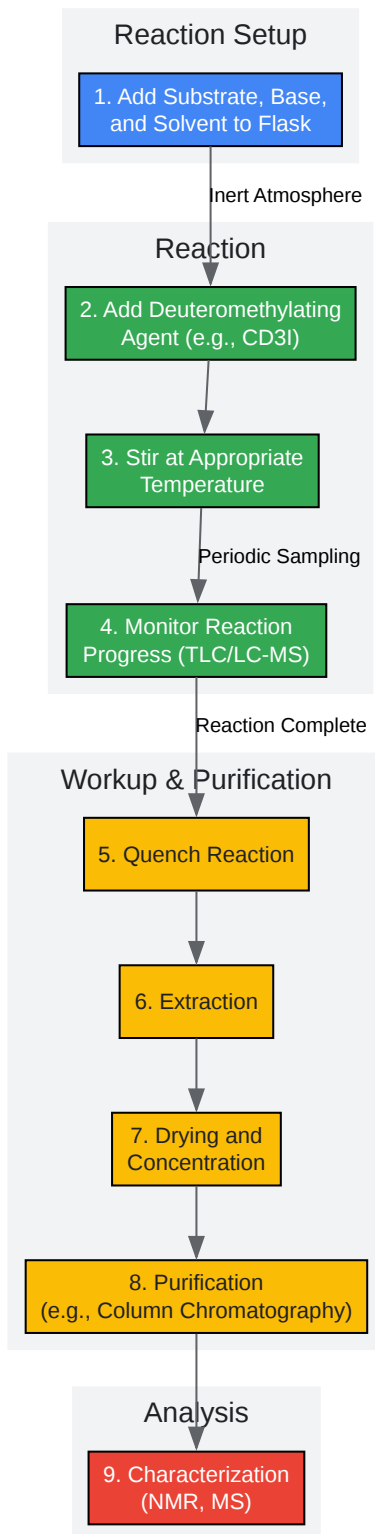 Reaction Setup
1. Add Substrate, Base,
and Solvent to Flask
Inert Atmosphere
Reaction
2. Add Deuteromethylating
Agent (e.g., CD3I)
3. Stir at Appropriate
Temperature
Periodic Sampling
4. Monitor Reaction
Progress (TLC/LC-MS)
Reaction Complete
Workup & Purification
5. Quench Reaction
6. Extraction
7. Drying and
Concentration
8. Purification
(e.g., Column Chromatography)
Analysis
9. Characterization
(NMR, MS)